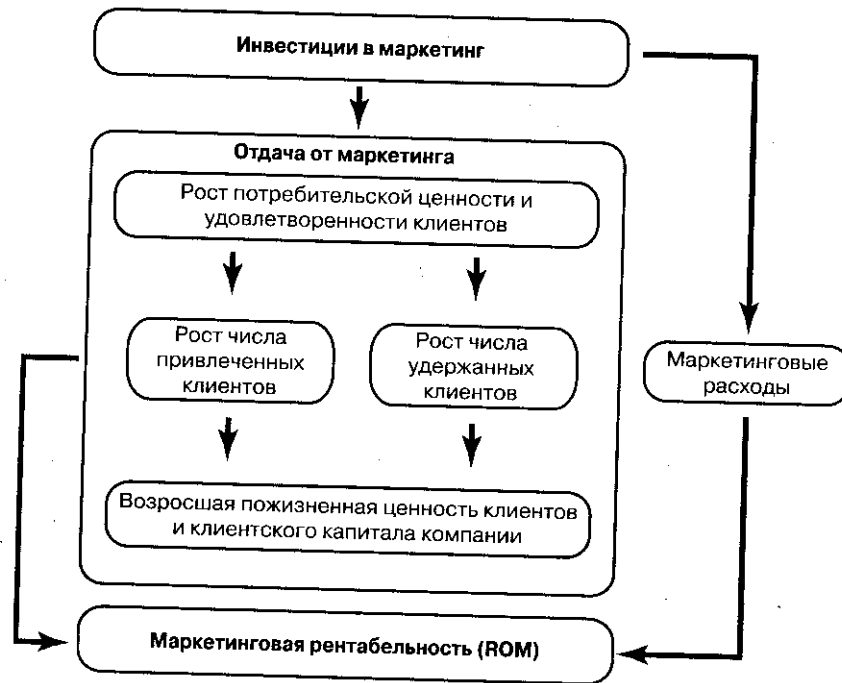 Инвестиции в маркетинг
Отдача от маркетинга
Рост потребительской ценности и
удовлетворенности клиентов
Рост числа
привлеченных
клиентов
Рост числа
удержанных
клиентов
Маркетинговые
расходы
Возросшая пожизненная ценность клиентов
и клиентского капитала компании
Маркетинговая рентабельность (ROM)